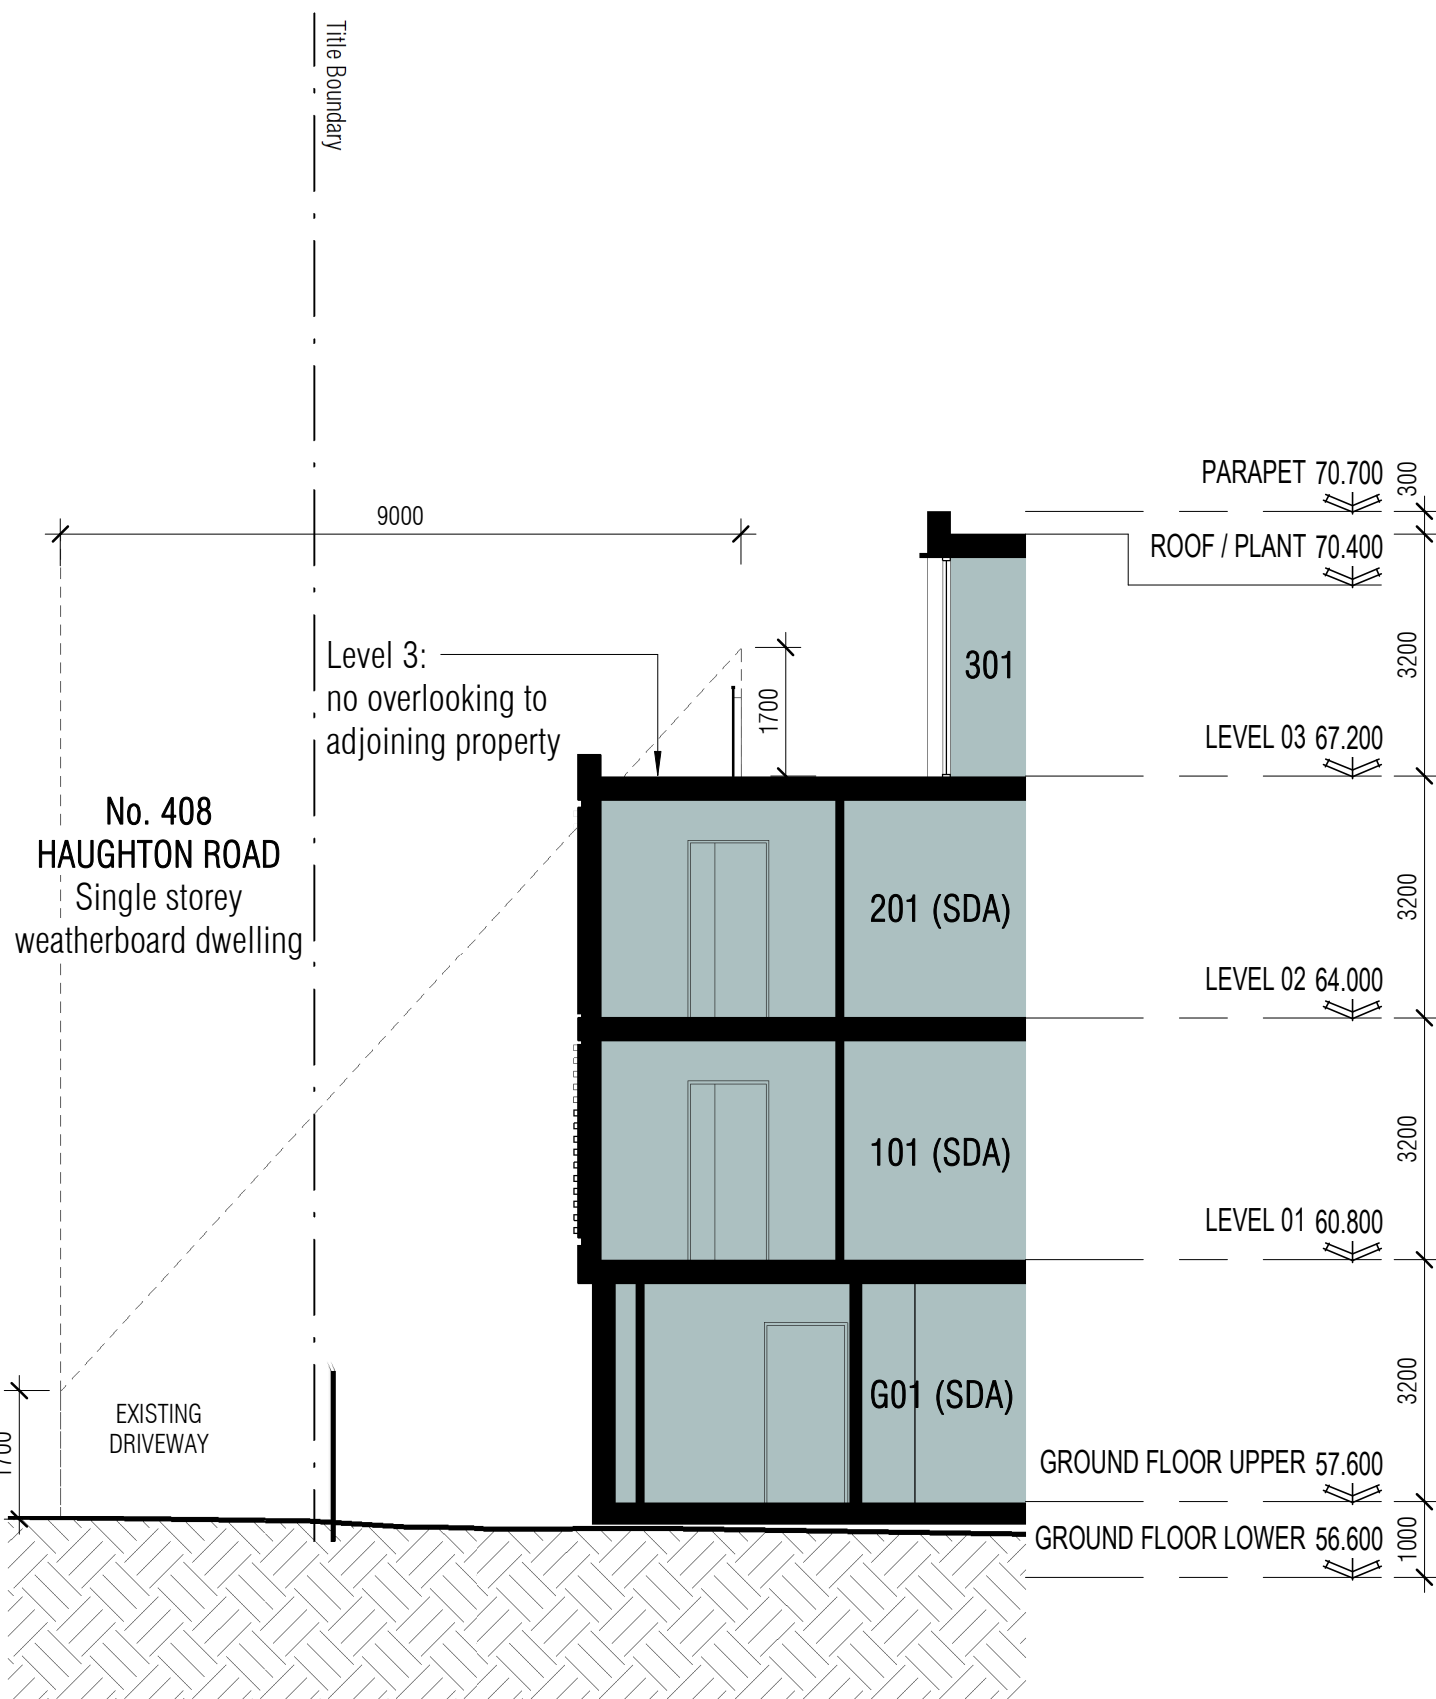 Title Boundary
PARAPET 70.700
300
9000
ROOF / PLANT 70.400
Level 3:
no overlooking to
adjoining property
301
3200
1700
LEVEL 03 67.200
No. 408
HAUGHTON ROAD
Single storey
weatherboard dwelling
201 (SDA)
3200
LEVEL 02 64.000
101 (SDA)
3200
LEVEL 01 60.800
G01 (SDA)
3200
EXISTING
DRIVEWAY
1700
GROUND FLOOR UPPER 57.600
GROUND FLOOR LOWER 56.600
1000